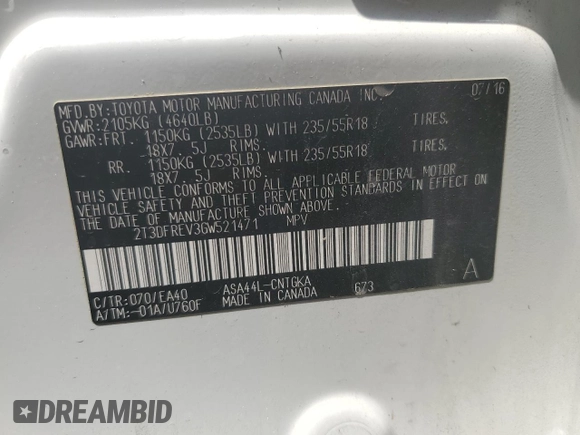 MFD.BY:TOYOTA MOTOR MANUFACTURING CANADA INC. 07/16
GVWR:2105KG (4640LB)
GAWR:FRT. 1150KG (2535LB) WITH 235/55R18 TIRES.
18X7. 5J RIMS.
RR. 1150KG (2535LB) WITH 235/55R18 TIRES.
18X7. 5J RIMS.
THIS VEHICLE CONFORMS TO ALL APPLICABLE FEDERAL MOTOR
VEHICLE SAFETY AND THEFT PREVENTION STANDARDS IN EFFECT ON
THE DATE OF MANUFACTURE SHOWN ABOVE.
2T3DFREV3GW521471 MPV
A
C/TR:070/EA40 ASA44L-CNTGKA
A/TM:-01A/U760F MADE IN CANADA 673
DREAMBID